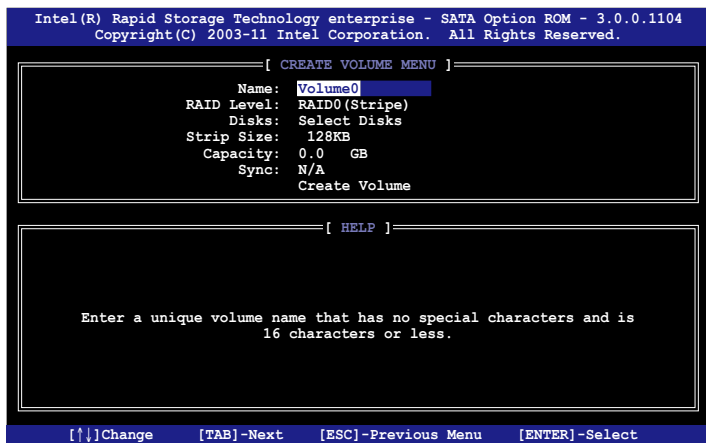 Intel(R) Rapid Storage Technology enterprise - SATA Option ROM - 3.0.0.1104
Copyright(C) 2003-11 Intel Corporation. All Rights Reserved.
[ CREATE VOLUME MENU ]
Name: Volume0
RAID Level: RAID0(Stripe)
Disks: Select Disks
Strip Size: 128KB
Capacity: 0.0 GB
Sync: N/A
Create Volume
[ HELP ]
Enter a unique volume name that has no special characters and is
16 characters or less.
[↑↓]Change [TAB]-Next [ESC]-Previous Menu [ENTER]-Select